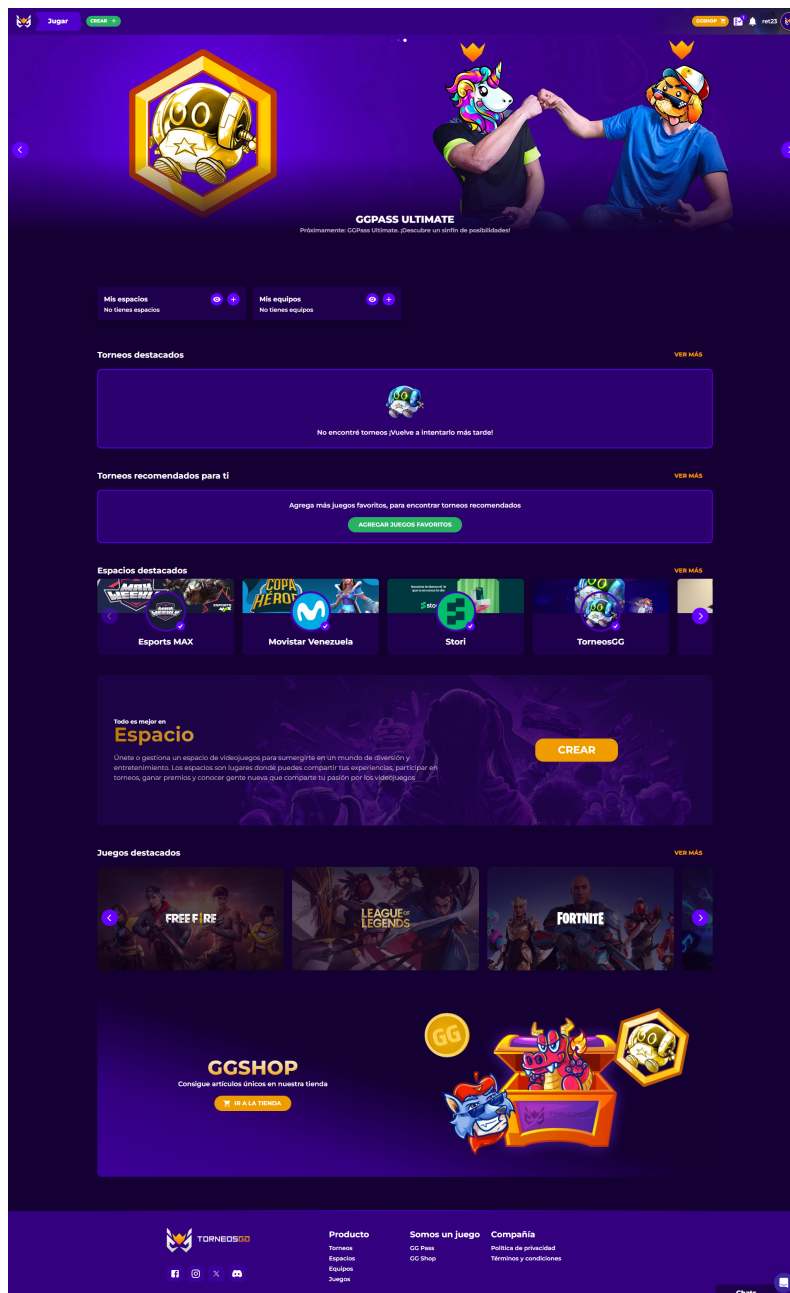 Jugar
CREAR +
GGSHOP
ret23
GGPASS ULTIMATE
Próximamente: GGPass Ultimate. ¡Descubre un sinfín de posibilidades!
Mis espacios
No tienes espacios
Mis equipos
No tienes equipos
Torneos destacados
VER MÁS
No encontré torneos ¡Vuelve a intentarlo más tarde!
Torneos recomendados para ti
VER MÁS
Agrega más juegos favoritos, para encontrar torneos recomendados
AGREGAR JUEGOS FAVORITOS
Espacios destacados
VER MÁS
MAX
WEEKLY
ESPORTS
MAX
COPA
Esports MAX
Movistar Venezuela
Stori
TorneosGG
Todo es mejor en
Espacio
Únete o gestiona un espacio de videojuegos para sumergirte en un mundo de diversión y
entretenimiento. Los espacios son lugares donde puedes compartir tus experiencias, participar en
torneos, ganar premios y conocer gente nueva que comparte tu pasión por los videojuegos
CREAR
Juegos destacados
VER MÁS
FREE FIRE
LEAGUE OF
LEGENDS
FORTNITE
GG
GGSHOP
Consigue artículos únicos en nuestra tienda
IR A LA TIENDA
TORNEOSGG
TORNEOSGG
Producto
Torneos
Espacios
Equipos
Juegos
Somos un juego
GG Pass
GG Shop
Compañía
Política de privacidad
Términos y condiciones
Chats